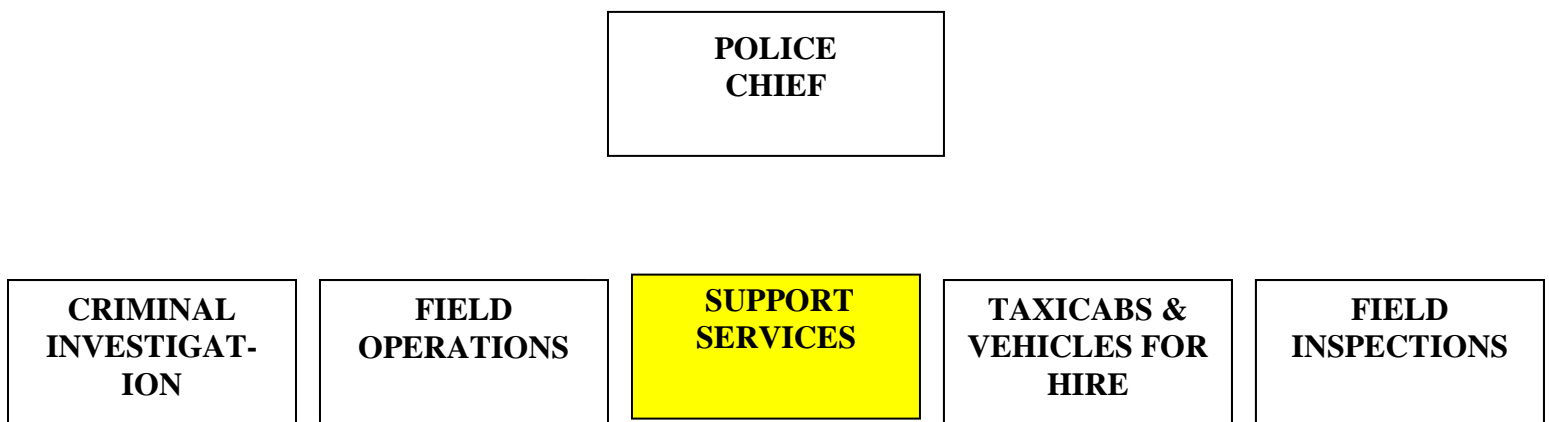 POLICE
CHIEF
CRIMINAL
INVESTIGAT-
ION
FIELD
OPERATIONS
SUPPORT
SERVICES
TAXICABS &
VEHICLES FOR
HIRE
FIELD
INSPECTIONS